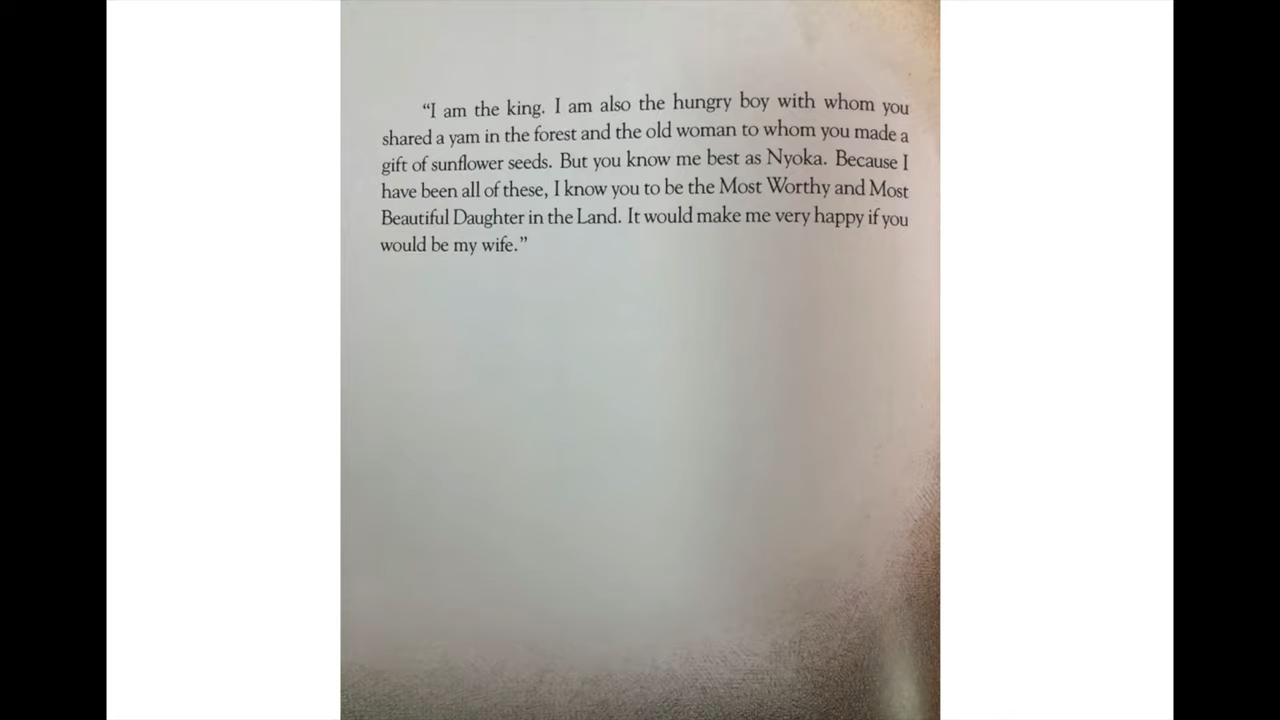 “I am the king. I am also the hungry boy with whom you
shared a yam in the forest and the old woman to whom you made a
gift of sunflower seeds. But you know me best as Nyoka. Because I
have been all of these, I know you to be the Most Worthy and Most
Beautiful Daughter in the Land. It would make me very happy if you
would be my wife.”